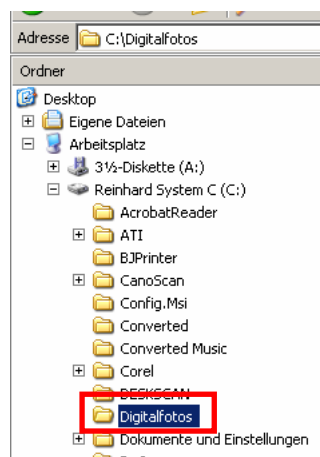 Adresse C:\Digitalfotos
Ordner
Desktop
Eigene Dateien
Arbeitsplatz
3½-Diskette (A:)
Reinhard System C (C:)
AcrobatReader
ATI
BJPrinter
CanoScan
Config.Msi
Converted
Converted Music
Corel
DESKSCAN
Digitalfotos
Dokumente und Einstellungen